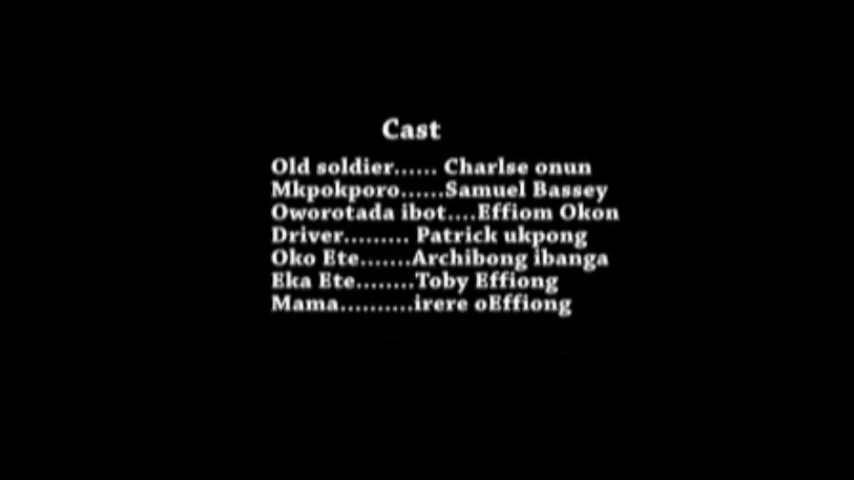 Cast
Old soldier...... Charlse onun
Mkpokporo......Samuel Bassey
Oworotada ibot....Effiom Okon
Driver......... Patrick ukpong
Oko Ete.......Archibong ibanga
Eka Ete........Toby Effiong
Mama..........irere oEffiong